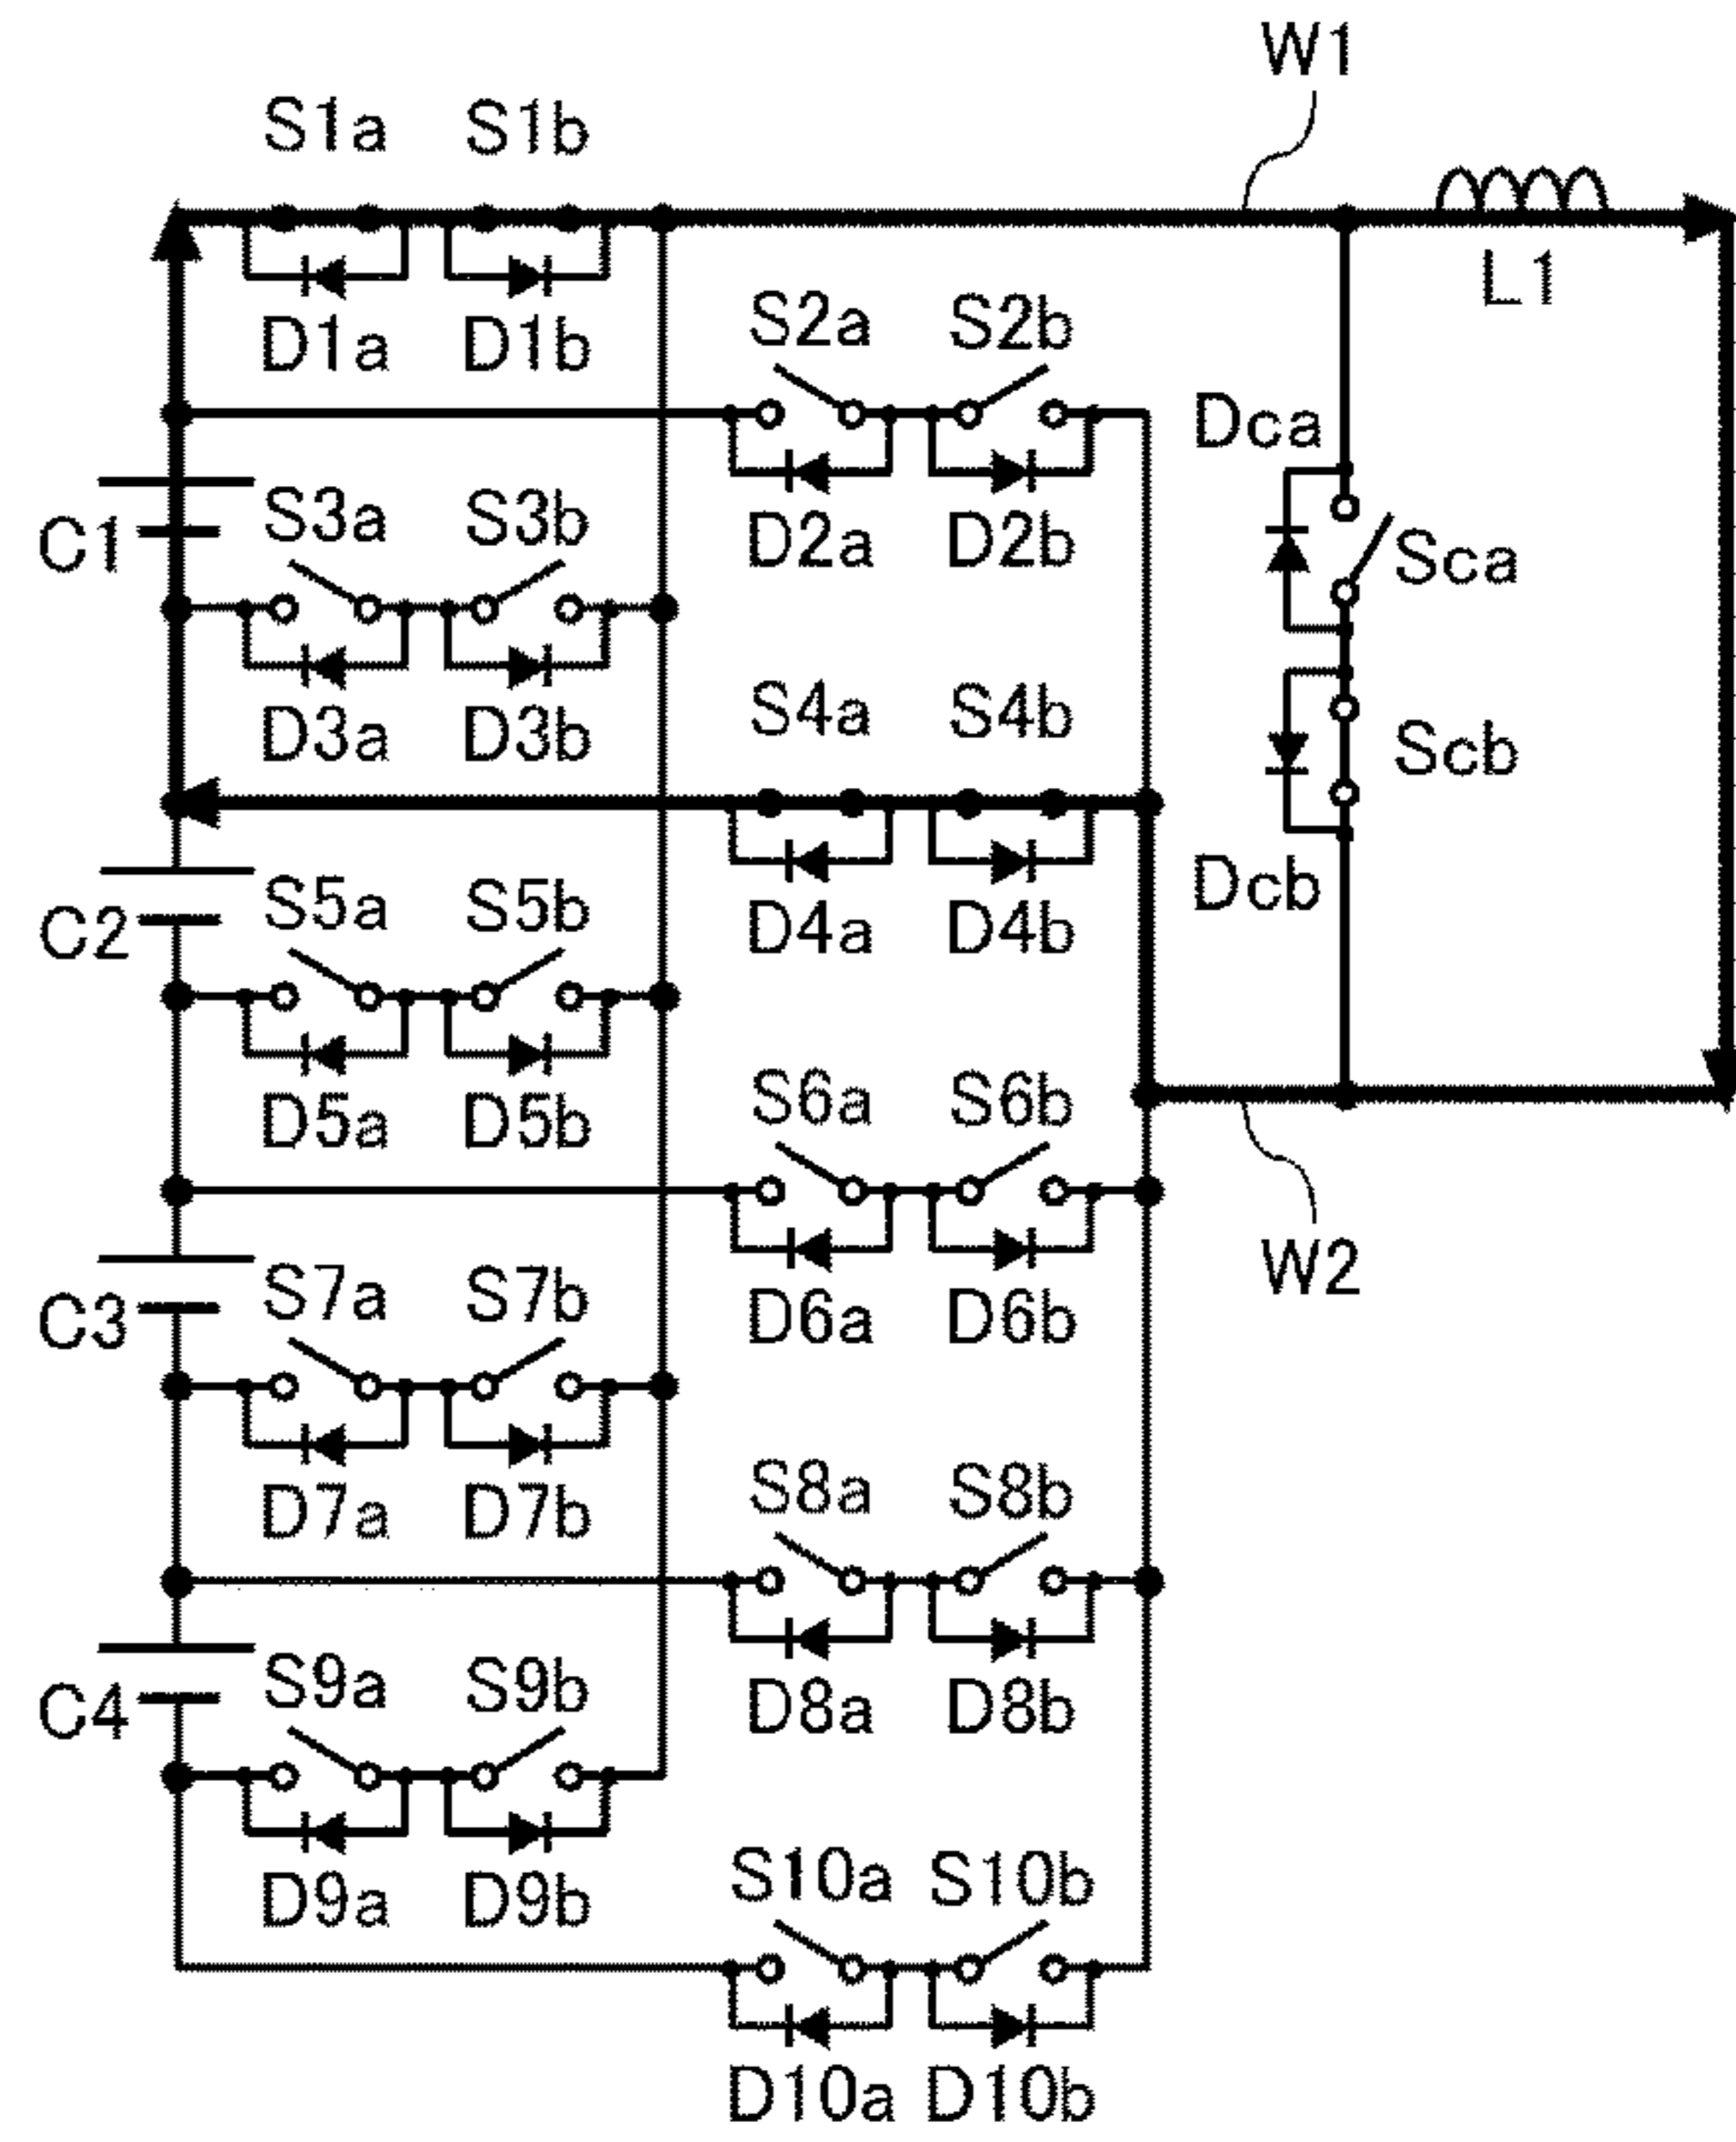 W1
S1a S1b
L1
D1a D1b
S2a S2b
Dca
C1 S3a S3b
D2a D2b
Sca
D3a D3b
S4a S4b
Scb
Dcb
C2 S5a S5b
D4a D4b
D5a D5b
S6a S6b
W2
C3 S7a S7b
D6a D6b
D7a D7b
S8a S8b
C4 S9a S9b
D8a D8b
D9a D9b
S10a S10b
D10a D10b